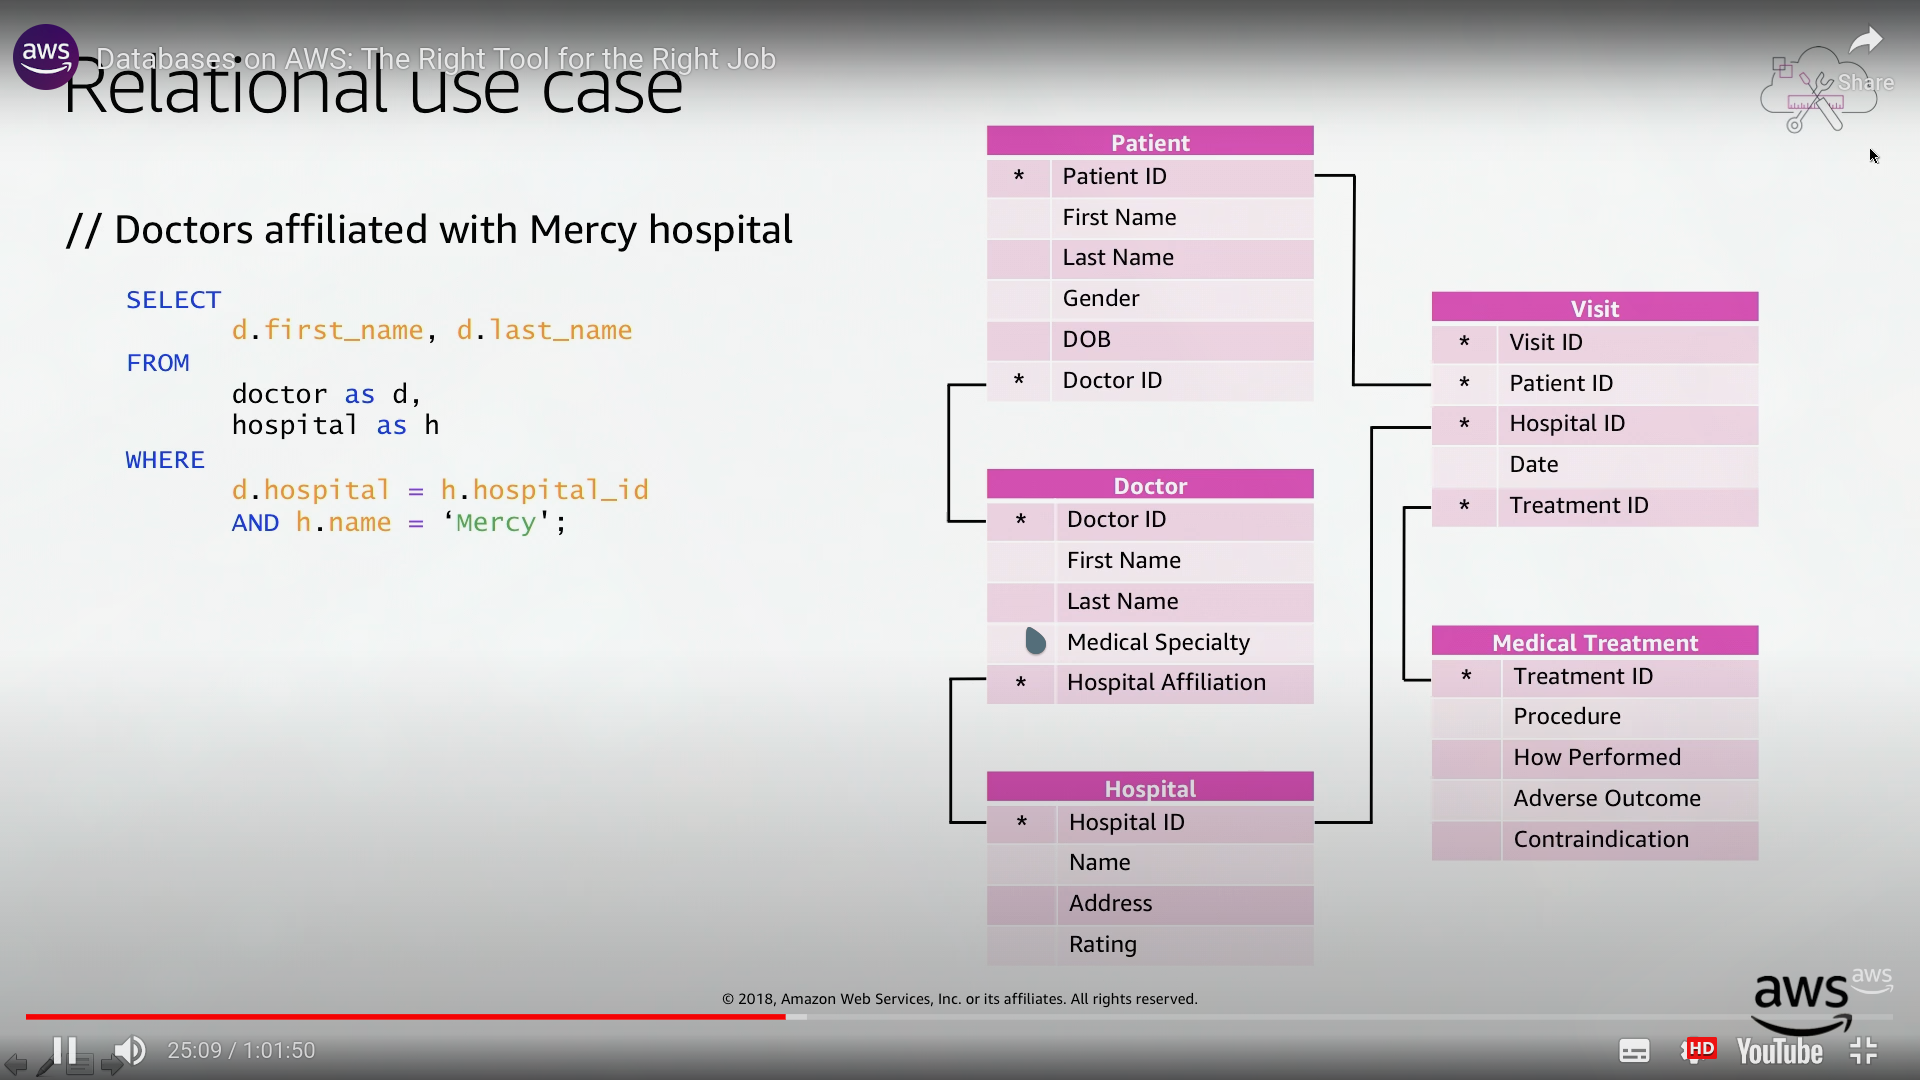 aws Databases on AWS: The Right Tool for the Right Job
Relational use case
Share
// Doctors affiliated with Mercy hospital
SELECT
d.first_name, d.last_name
FROM
doctor as d,
hospital as h
WHERE
d.hospital = h.hospital_id
AND h.name = ‘Mercy';
Patient
* Patient ID
First Name
Last Name
Gender
DOB
* Doctor ID
Doctor
* Doctor ID
First Name
Last Name
Medical Specialty
* Hospital Affiliation
Hospital
* Hospital ID
Name
Address
Rating
Visit
* Visit ID
* Patient ID
* Hospital ID
Date
* Treatment ID
Medical Treatment
* Treatment ID
Procedure
How Performed
Adverse Outcome
Contraindication
© 2018, Amazon Web Services, Inc. or its affiliates. All rights reserved.
aws
aws
25:09 / 1:01:50
HD YouTube